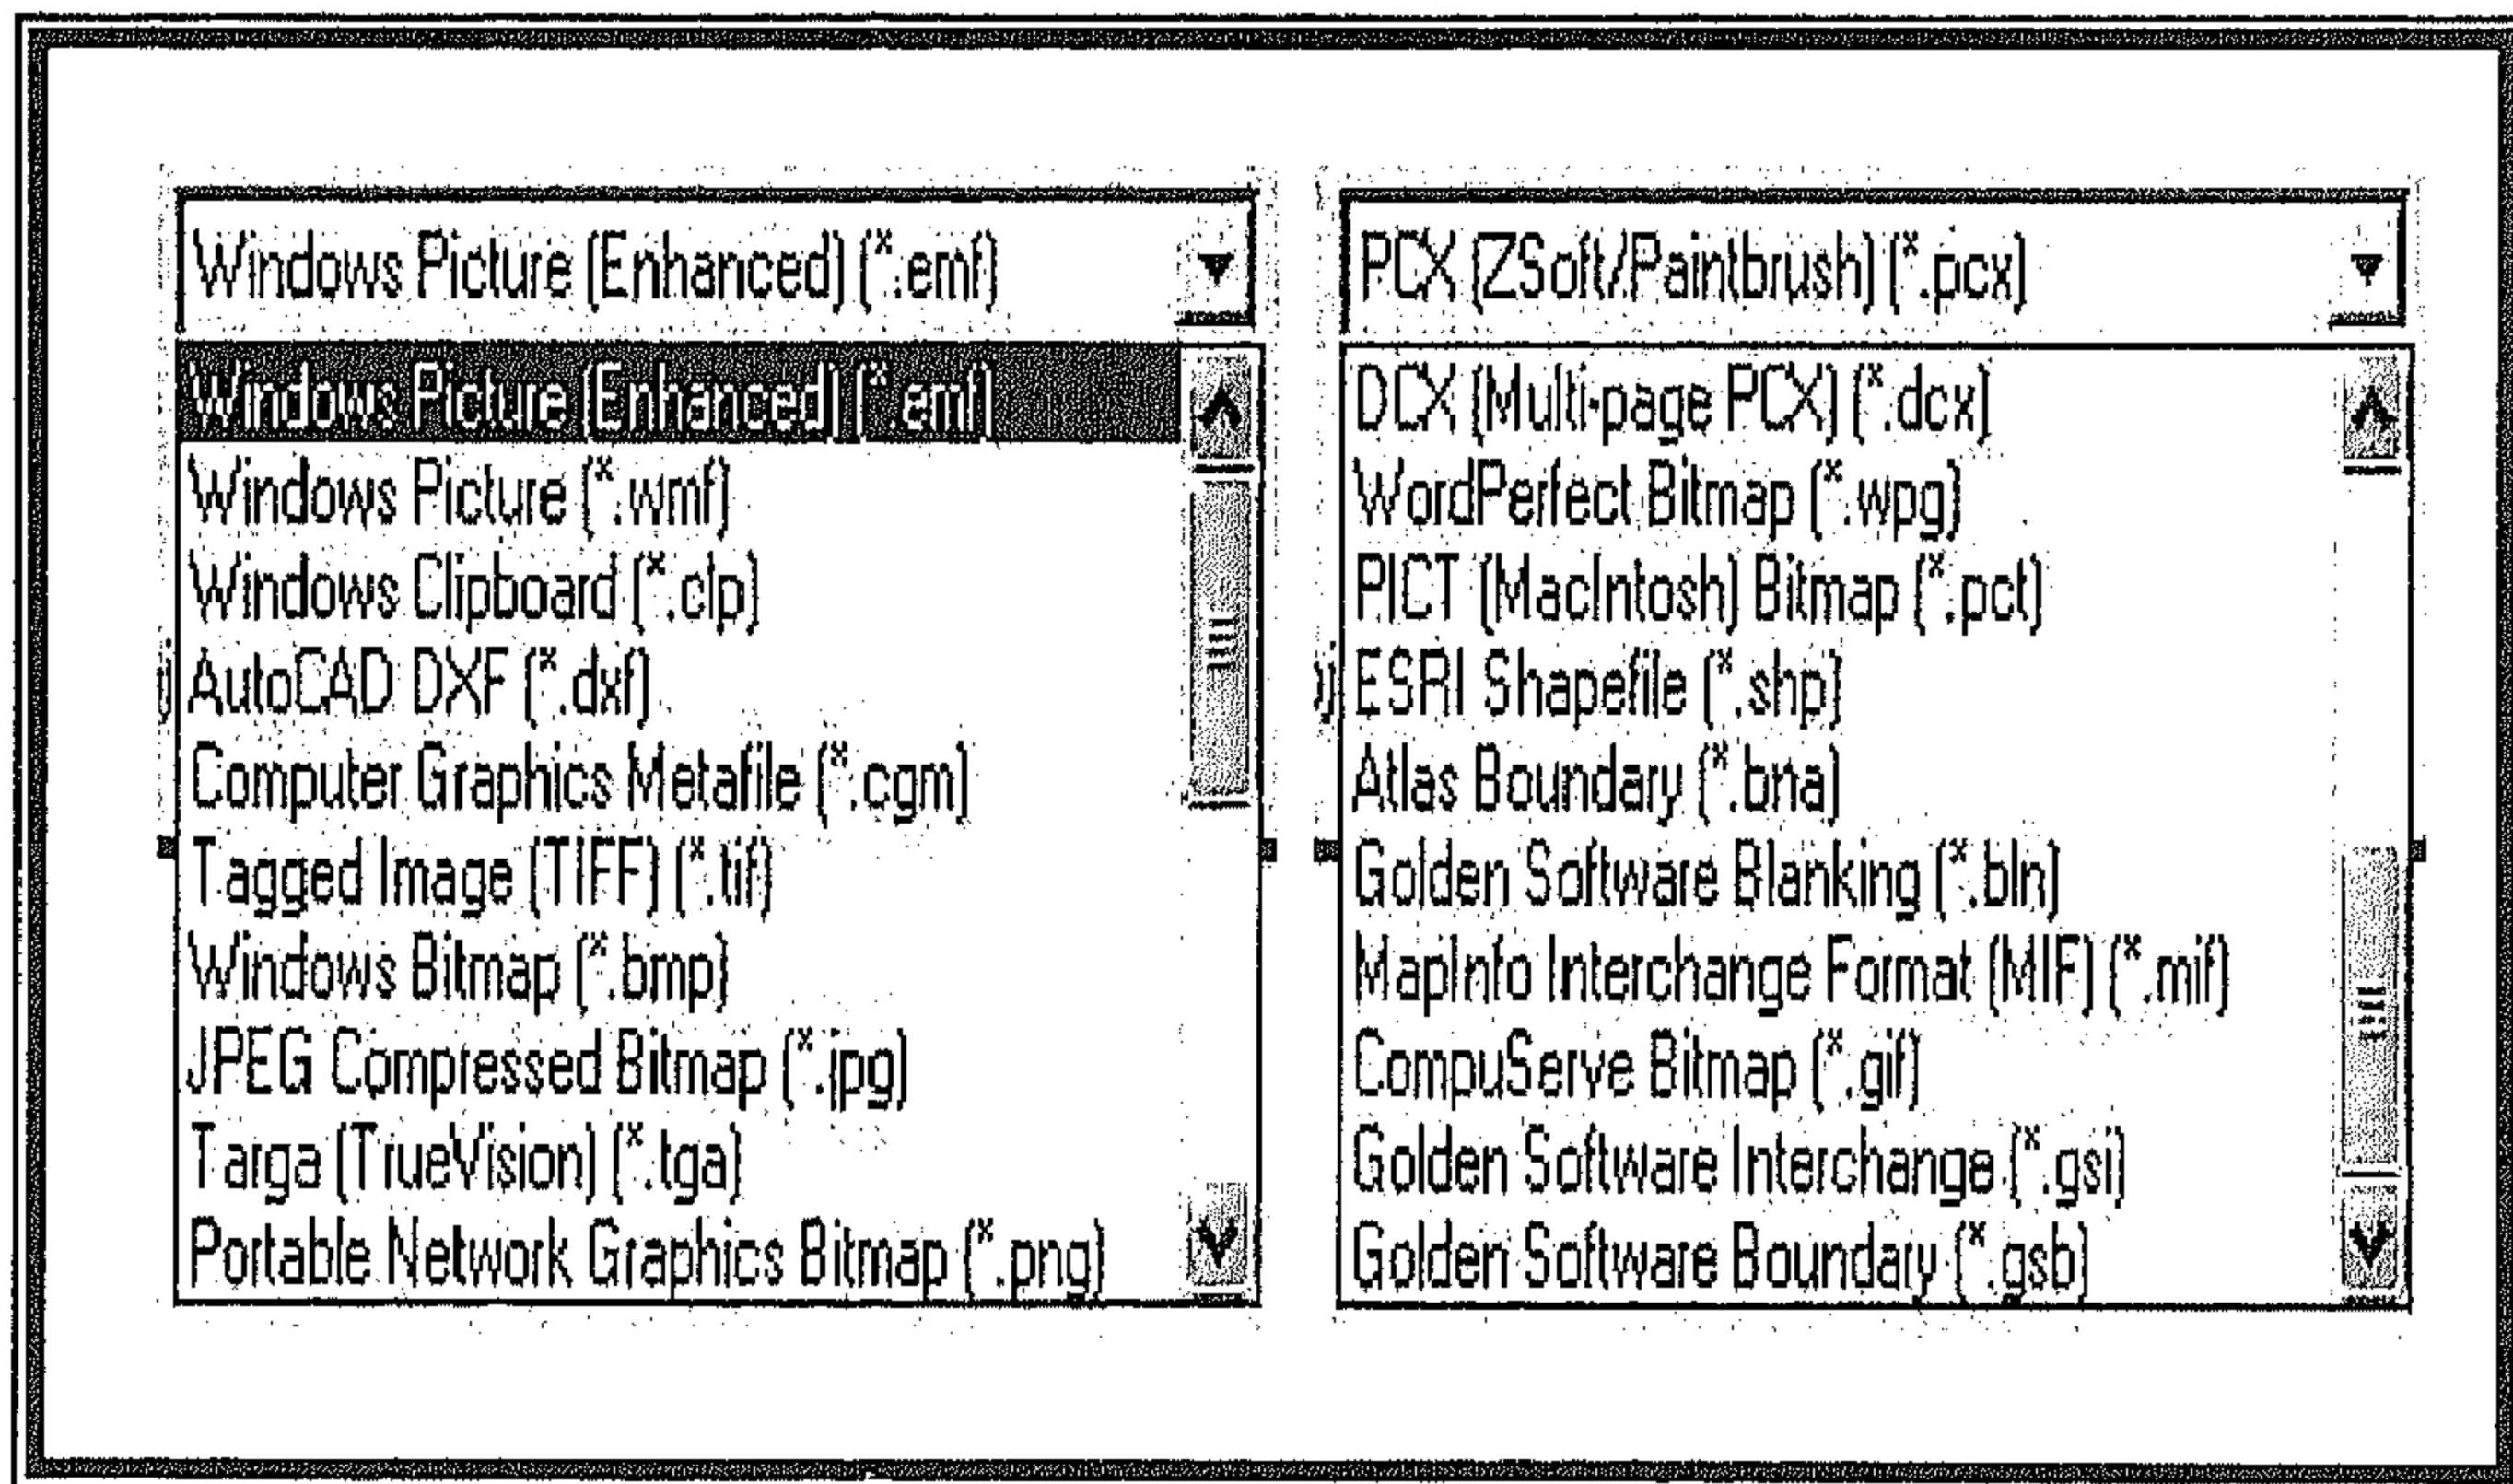 Windows Picture (Enhanced) (*.emf)
Windows Picture (Enhanced) (*.emf)
Windows Picture (*.wmf)
Windows Clipboard (*.clp)
AutoCAD DXF (*.dxf)
Computer Graphics Metafile (*.cgm)
Tagged Image (TIFF) (*.tif)
Windows Bitmap (*.bmp)
JPEG Compressed Bitmap (*.jpg)
Targa (TrueVision) (*.tga)
Portable Network Graphics Bitmap (*.png)
PCX (ZSoft/Paintbrush) (*.pcx)
DCX (Multi-page PCX) (*.dcx)
WordPerfect Bitmap (*.wpg)
PICT (MacIntosh) Bitmap (*.pct)
ESRI Shapefile (*.shp)
Atlas Boundary (*.bna)
Golden Software Blanking (*.bln)
MapInfo Interchange Format (MIF) (*.mif)
CompuServe Bitmap (*.gif)
Golden Software Interchange (*.gsi)
Golden Software Boundary (*.gsb)